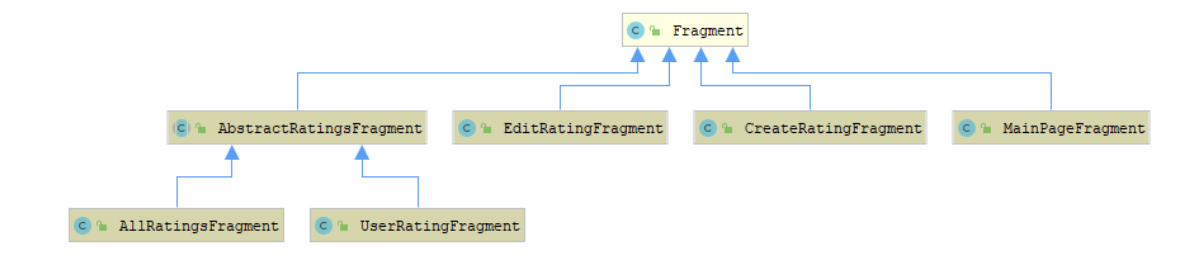 Fragment
AbstractRatingsFragment
EditRatingFragment
CreateRatingFragment
MainPageFragment
AllRatingsFragment
UserRatingFragment